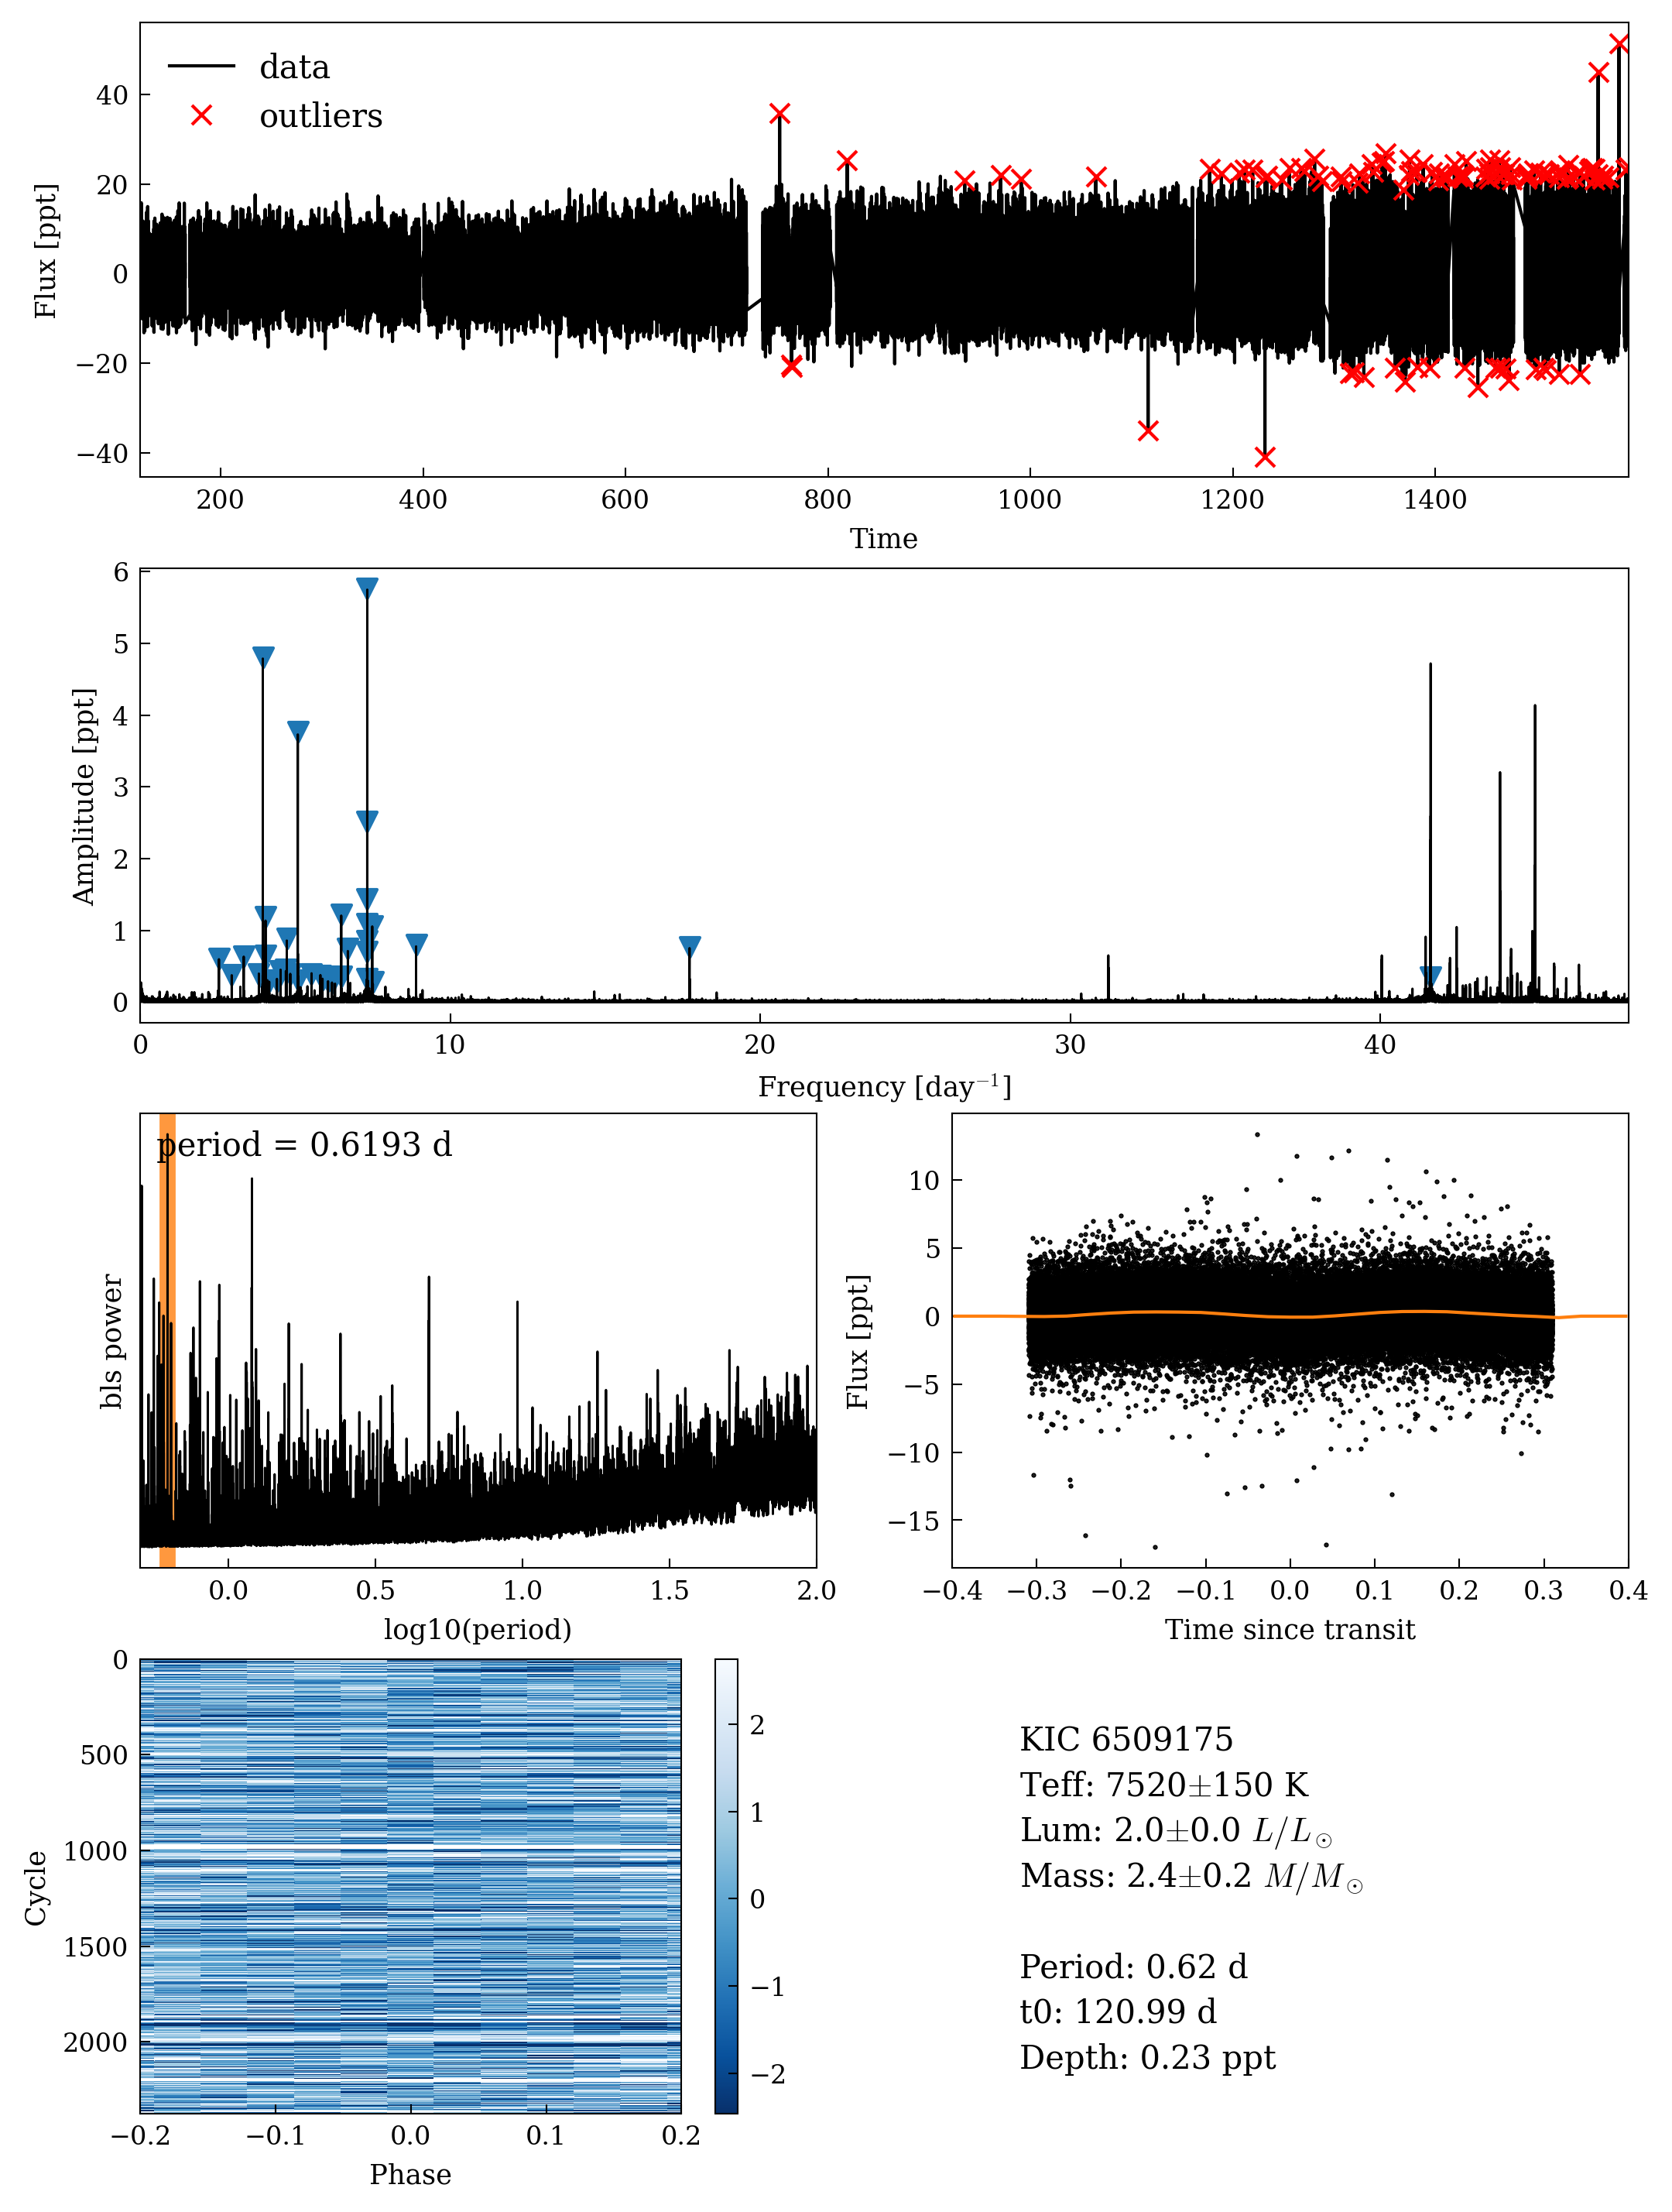 data
outliers
40
20
0
−20
−40
Flux [ppt]
200
400
600
800
1000
1200
1400
Time
6
5
4
3
2
1
0
Amplitude [ppt]
0
10
20
30
40
Frequency [day⁻¹]
period = 0.6193 d
bls power
0.0
0.5
1.0
1.5
2.0
log10(period)
10
5
0
−5
−10
−15
Flux [ppt]
−0.4
−0.3
−0.2
−0.1
0.0
0.1
0.2
0.3
0.4
Time since transit
0
500
1000
1500
2000
Cycle
−0.2
−0.1
0.0
0.1
0.2
Phase
2
1
0
−1
−2
KIC 6509175
Teff: 7520±150 K
Lum: 2.0±0.0 L/L⊙
Mass: 2.4±0.2 M/M⊙
Period: 0.62 d
t0: 120.99 d
Depth: 0.23 ppt